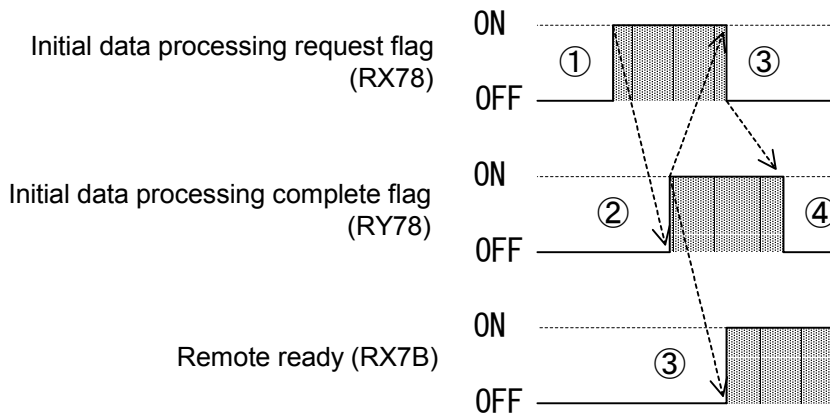 ON
Initial data processing request flag
(RX78)
① ③
OFF
ON
Initial data processing complete flag
(RY78)
② ④
OFF
ON
Remote ready (RX7B)
③
OFF